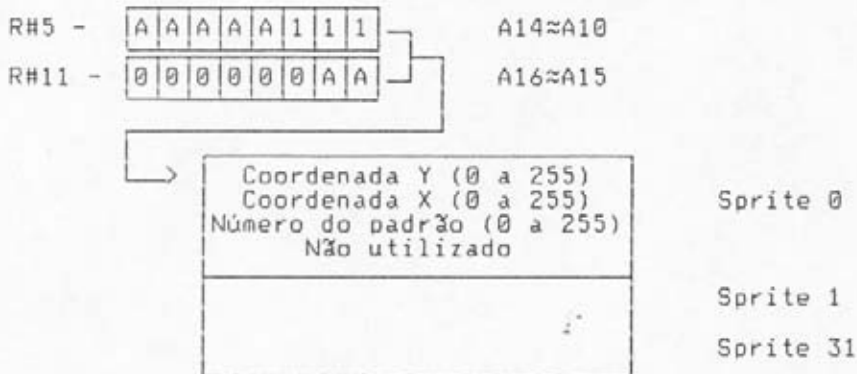 R#5 - A A A A A 1 1 1 A14≈A10
R#11 - 0 0 0 0 0 0 A A A16≈A15
Coordenada Y (0 a 255)
Coordenada X (0 a 255) Sprite 0
Número do padrão (0 a 255)
Não utilizado
Sprite 1
Sprite 31